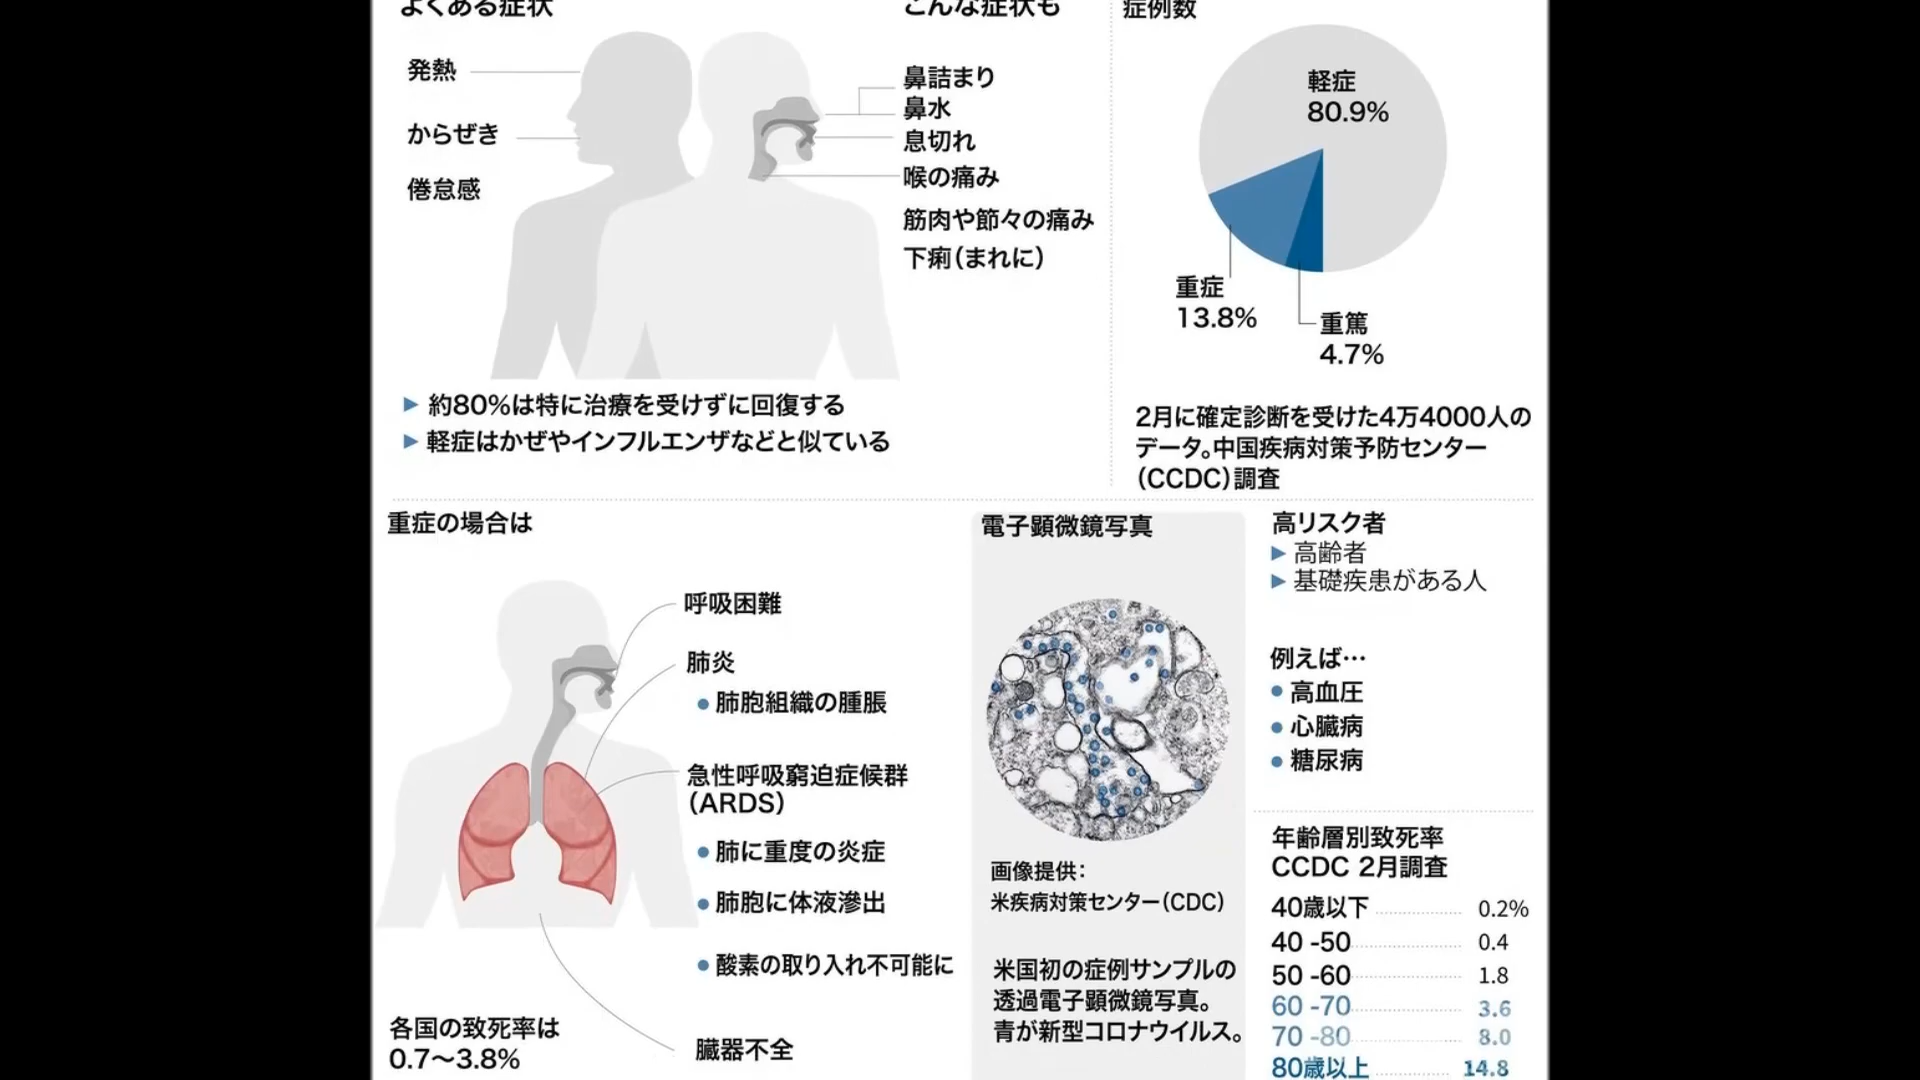 よくある症状
発熱
からぜき
倦怠感
こんな症状も
鼻詰まり
鼻水
息切れ
喉の痛み
筋肉や節々の痛み
下痢(まれに)
▶ 約80%は特に治療を受けずに回復する
▶ 軽症はかぜやインフルエンザなどと似ている
症例数
軽症
80.9%
重症
13.8%
重篤
4.7%
2月に確定診断を受けた4万4000人の
データ。中国疾病対策予防センター
(CCDC)調査
重症の場合は
呼吸困難
肺炎
● 肺胞組織の腫脹
急性呼吸窮迫症候群
(ARDS)
● 肺に重度の炎症
● 肺胞に体液滲出
● 酸素の取り入れ不可能に
臓器不全
各国の致死率は
0.7〜3.8%
電子顕微鏡写真
画像提供:
米疾病対策センター(CDC)
米国初の症例サンプルの
透過電子顕微鏡写真。
青が新型コロナウイルス。
高リスク者
▶ 高齢者
▶ 基礎疾患がある人
例えば…
● 高血圧
● 心臓病
● 糖尿病
年齢層別致死率
CCDC 2月調査
40歳以下 0.2%
40 -50 0.4
50 -60 1.8
60 -70 3.6
70 -80 8.0
80歳以上 14.8